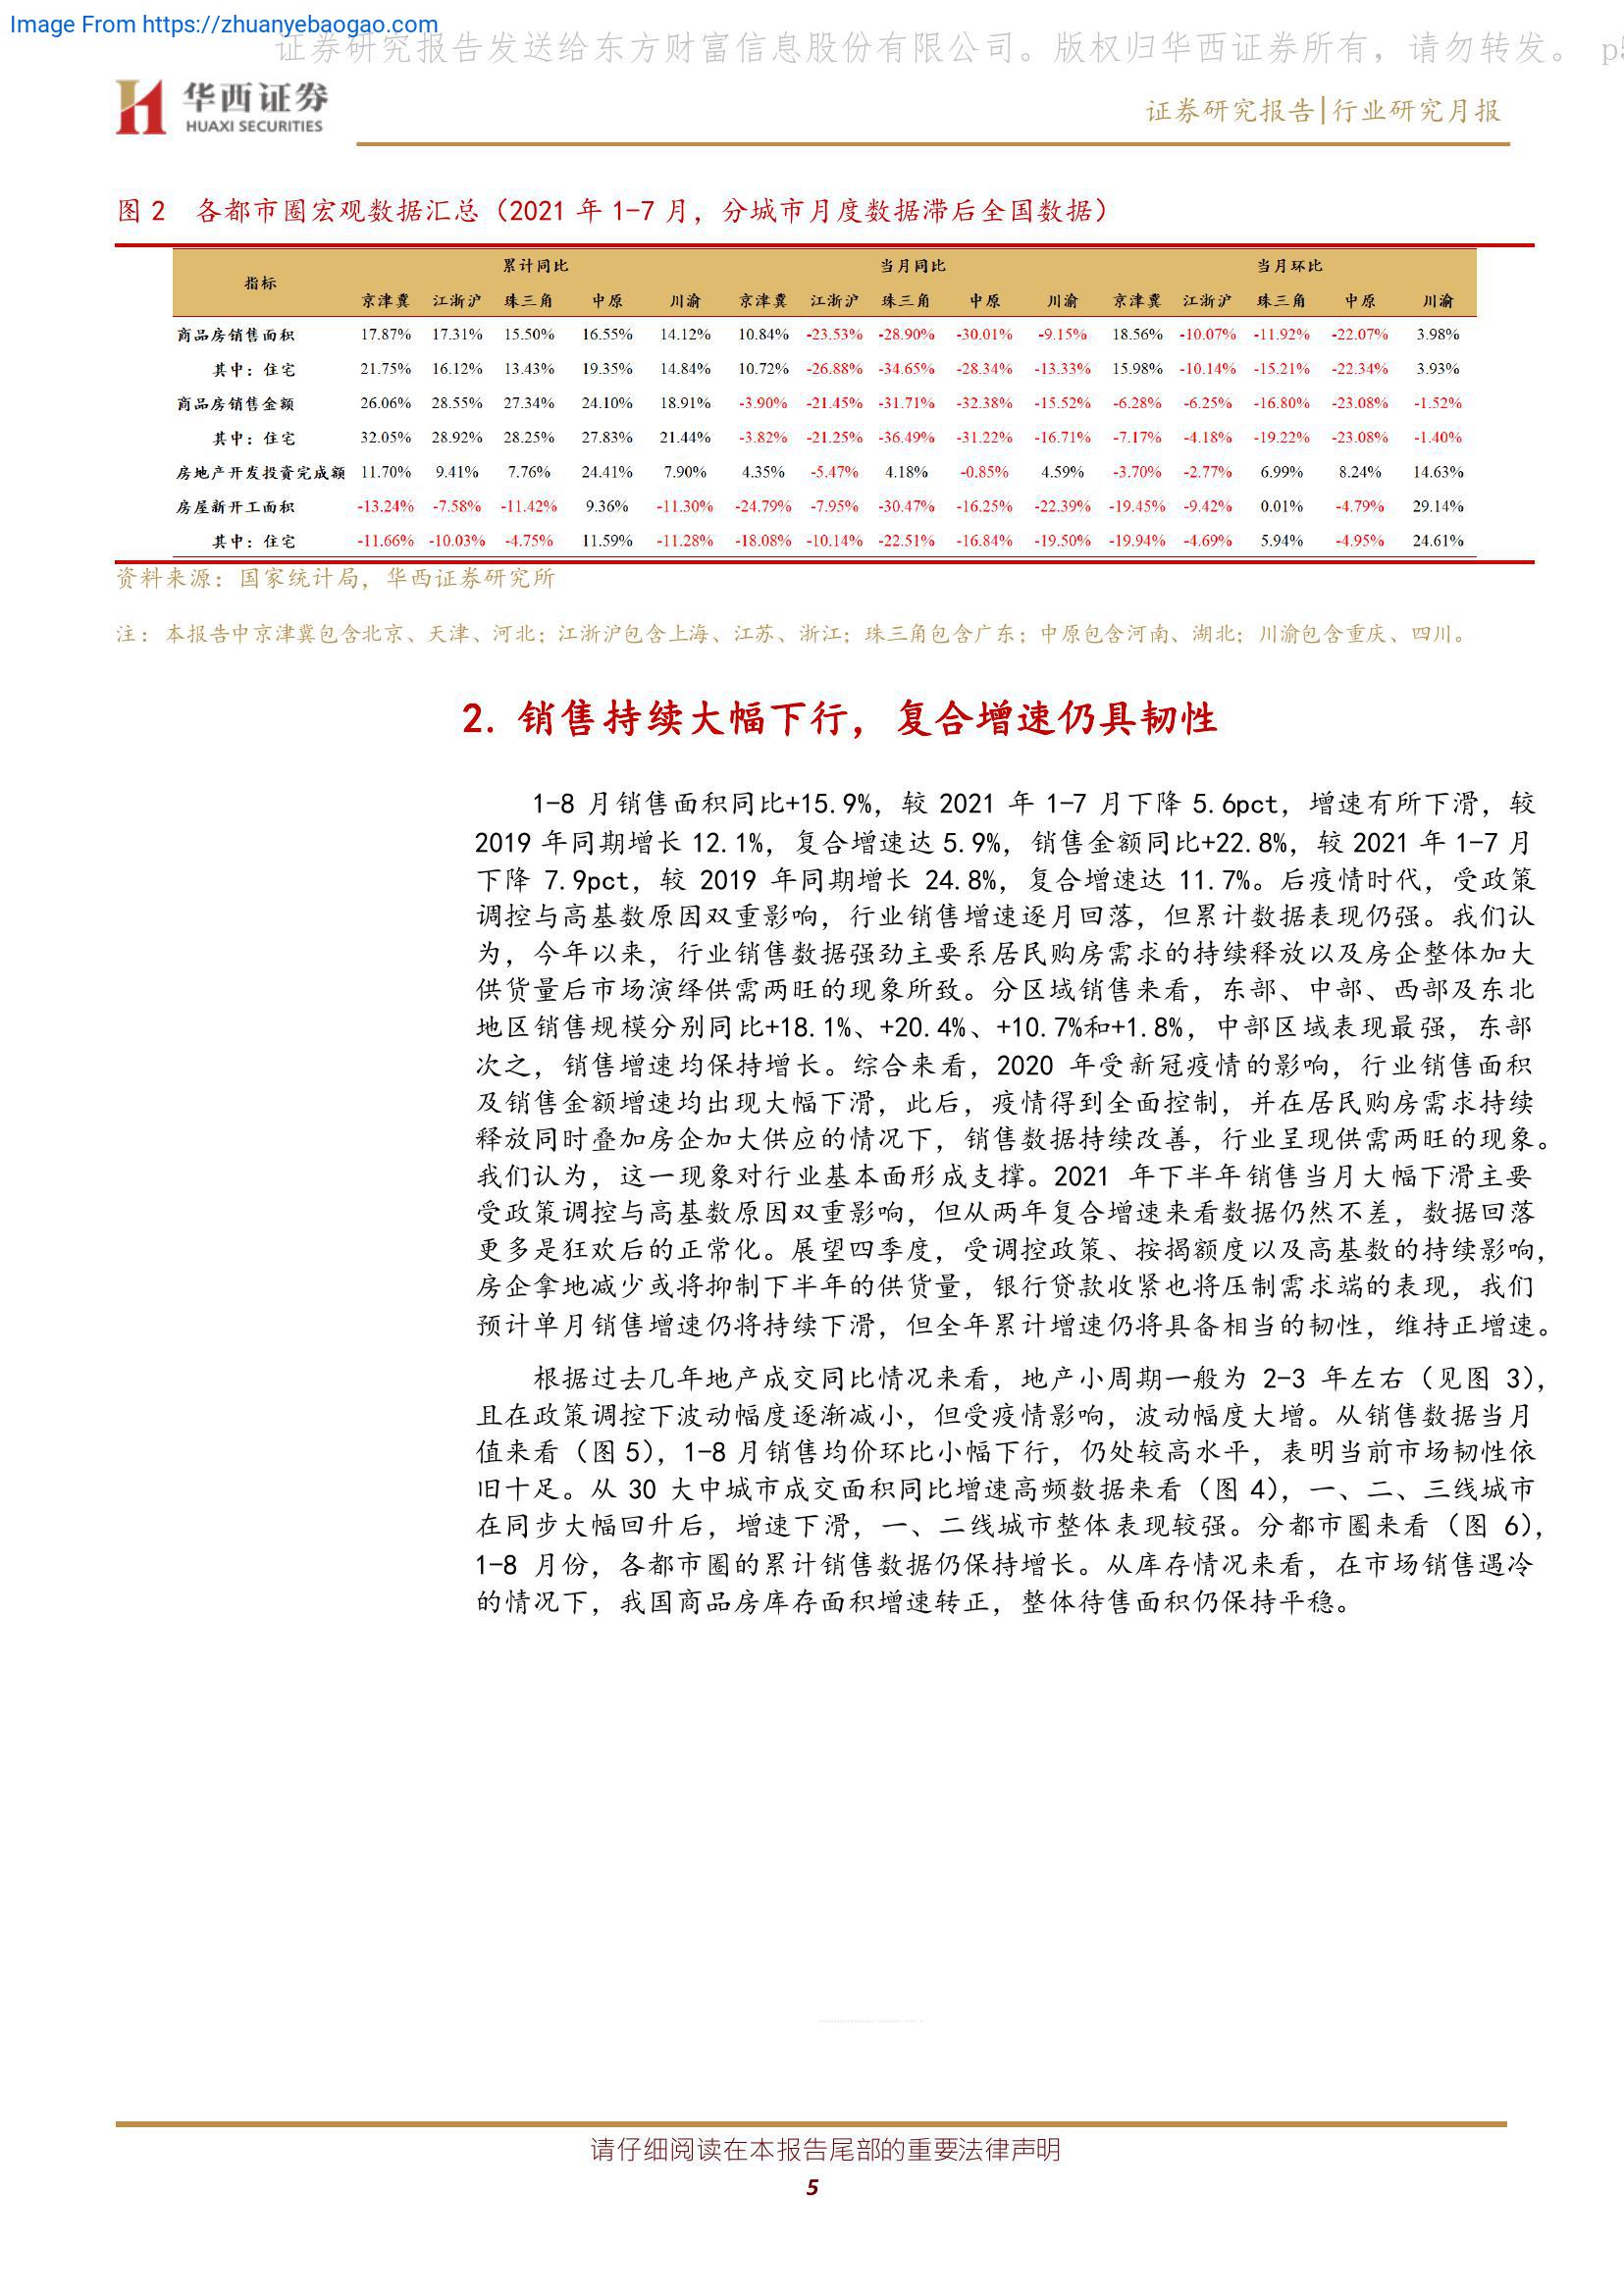 Image From https://zhuanyebaogao.com
证券研究报告发送给东方财富信息股份有限公司。版权归华西证券所有，请勿转发。 p5
华西证券
HUAXI SECURITIES
证券研究报告|行业研究月报
图 2 各都市圈宏观数据汇总（2021 年 1-7 月，分城市月度数据滞后全国数据）
指标 累计同比 当月同比 当月环比
京津冀 江浙沪 珠三角 中原 川渝 京津冀 江浙沪 珠三角 中原 川渝 京津冀 江浙沪 珠三角 中原 川渝
商品房销售面积 17.87% 17.31% 15.50% 16.55% 14.12% 10.84% -23.53% -28.90% -30.01% -9.15% 18.56% -10.07% -11.92% -22.07% 3.98%
其中：住宅 21.75% 16.12% 13.43% 19.35% 14.84% 10.72% -26.88% -34.65% -28.34% -13.33% 15.98% -10.14% -15.21% -22.34% 3.93%
商品房销售金额 26.06% 28.55% 27.34% 24.10% 18.91% -3.90% -21.45% -31.71% -32.38% -15.52% -6.28% -6.25% -16.80% -23.08% -1.52%
其中：住宅 32.05% 28.92% 28.25% 27.83% 21.44% -3.82% -21.25% -36.49% -31.22% -16.71% -7.17% -4.18% -19.22% -23.08% -1.40%
房地产开发投资完成额 11.70% 9.41% 7.76% 24.41% 7.90% 4.35% -5.47% 4.18% -0.85% 4.59% -3.70% -2.77% 6.99% 8.24% 14.63%
房屋新开工面积 -13.24% -7.58% -11.42% 9.36% -11.30% -24.79% -7.95% -30.47% -16.25% -22.39% -19.45% -9.42% 0.01% -4.79% 29.14%
其中：住宅 -11.66% -10.03% -4.75% 11.59% -11.28% -18.08% -10.14% -22.51% -16.84% -19.50% -19.94% -4.69% 5.94% -4.95% 24.61%
资料来源：国家统计局，华西证券研究所
注：本报告中京津冀包含北京、天津、河北；江浙沪包含上海、江苏、浙江；珠三角包含广东；中原包含河南、湖北；川渝包含重庆、四川。
2. 销售持续大幅下行，复合增速仍具韧性
1-8 月销售面积同比+15.9%，较 2021 年 1-7 月下降 5.6pct，增速有所下滑，较
2019 年同期增长 12.1%，复合增速达 5.9%，销售金额同比+22.8%，较 2021 年 1-7 月
下降 7.9pct，较 2019 年同期增长 24.8%，复合增速达 11.7%。后疫情时代，受政策
调控与高基数原因双重影响，行业销售增速逐月回落，但累计数据表现仍强。我们认
为，今年以来，行业销售数据强劲主要系居民购房需求的持续释放以及房企整体加大
供货量后市场演绎供需两旺的现象所致。分区域销售来看，东部、中部、西部及东北
地区销售规模分别同比+18.1%、+20.4%、+10.7%和+1.8%，中部区域表现最强，东部
次之，销售增速均保持增长。综合来看，2020 年受新冠疫情的影响，行业销售面积
及销售金额增速均出现大幅下滑，此后，疫情得到全面控制，并在居民购房需求持续
释放同时叠加房企加大供应的情况下，销售数据持续改善，行业呈现供需两旺的现象。
我们认为，这一现象对行业基本面形成支撑。2021 年下半年销售当月大幅下滑主要
受政策调控与高基数原因双重影响，但从两年复合增速来看数据仍然不差，数据回落
更多是狂欢后的正常化。展望四季度，受调控政策、按揭额度以及高基数的持续影响，
房企拿地减少或将抑制下半年的供货量，银行贷款收紧也将压制需求端的表现，我们
预计单月销售增速仍将持续下滑，但全年累计增速仍将具备相当的韧性，维持正增速。
根据过去几年地产成交同比情况来看，地产小周期一般为 2-3 年左右（见图 3），
且在政策调控下波动幅度逐渐减小，但受疫情影响，波动幅度大增。从销售数据当月
值来看（图 5），1-8 月销售均价环比小幅下行，仍处较高水平，表明当前市场韧性依
旧十足。从 30 大中城市成交面积同比增速高频数据来看（图 4），一、二、三线城市
在同步大幅回升后，增速下滑，一、二线城市整体表现较强。分都市圈来看（图 6），
1-8 月份，各都市圈的累计销售数据仍保持增长。从库存情况来看，在市场销售遇冷
的情况下，我国商品房库存面积增速转正，整体待售面积仍保持平稳。
请仔细阅读在本报告尾部的重要法律声明
5